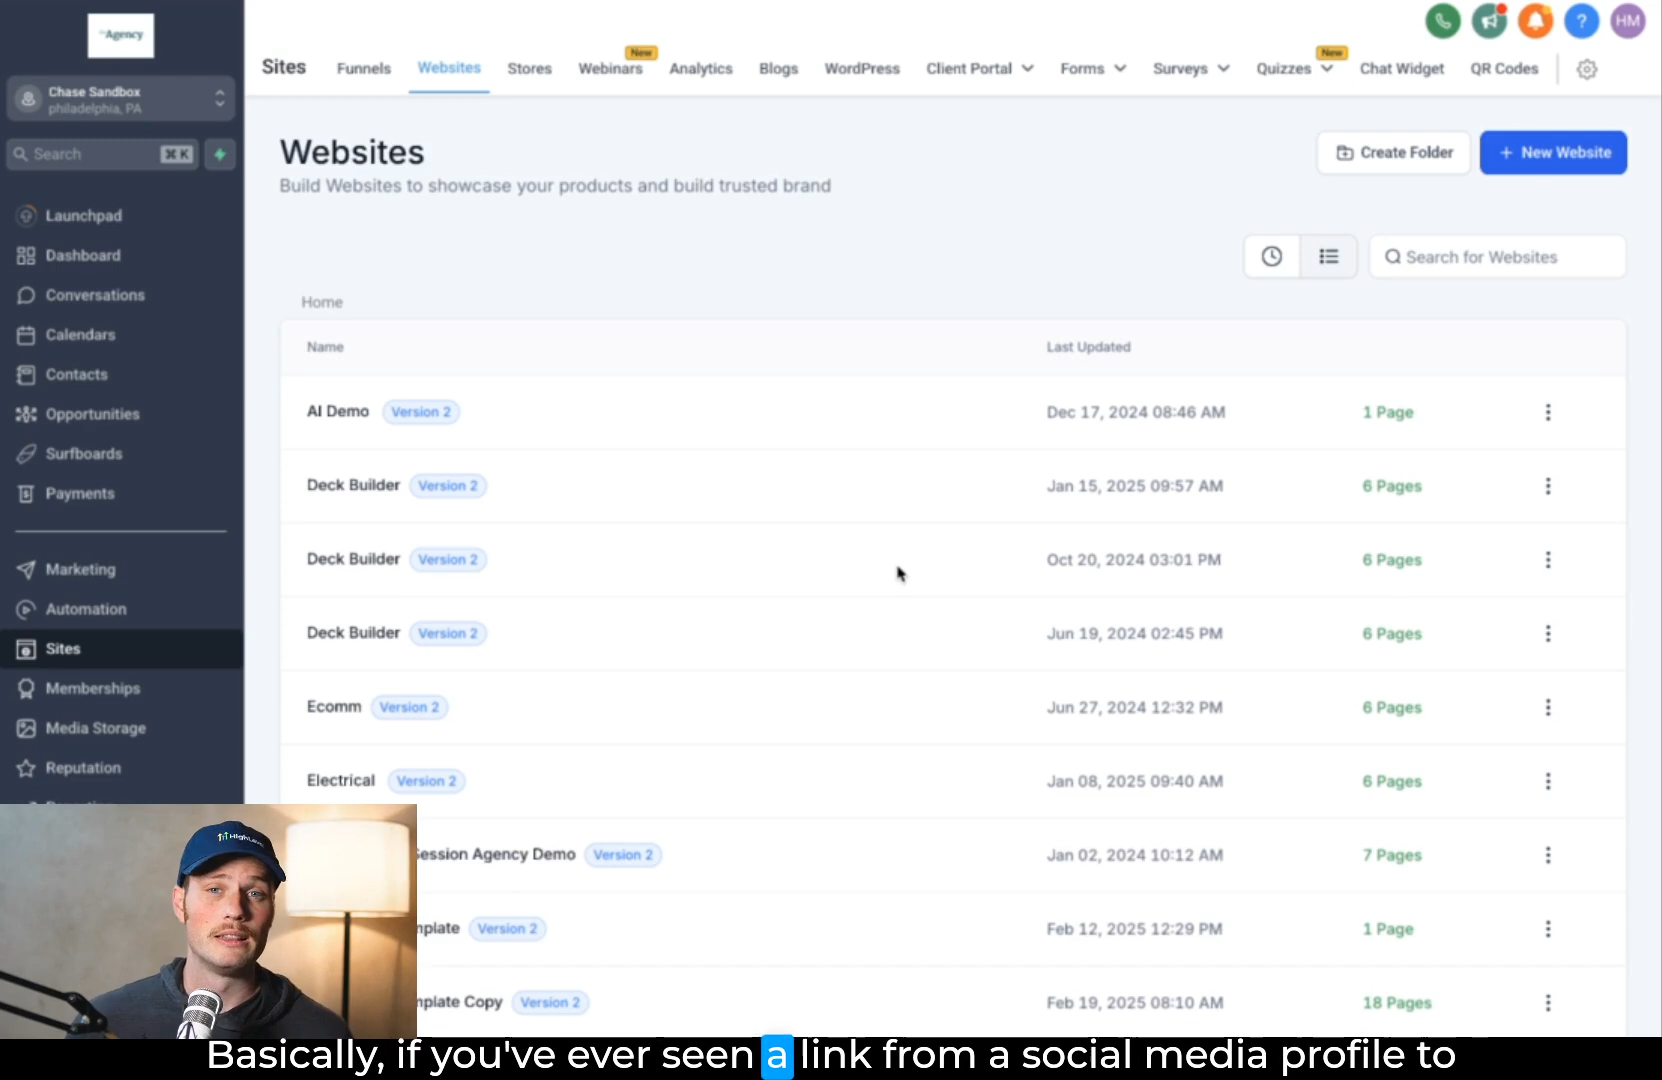 Agency
Chase Sandbox
philadelphia, PA
Search ⌘ K
Launchpad
Dashboard
Conversations
Calendars
Contacts
Opportunities
Surfboards
Payments
Marketing
Automation
Sites
Memberships
Media Storage
Reputation
HM
Sites Funnels Websites Stores Webinars New Analytics Blogs WordPress Client Portal Forms Surveys Quizzes New Chat Widget QR Codes
Websites
Build Websites to showcase your products and build trusted brand
Create Folder
+ New Website
Search for Websites
Home
Name Last Updated
AI Demo Version 2 Dec 17, 2024 08:46 AM 1 Page
Deck Builder Version 2 Jan 15, 2025 09:57 AM 6 Pages
Deck Builder Version 2 Oct 20, 2024 03:01 PM 6 Pages
Deck Builder Version 2 Jun 19, 2024 02:45 PM 6 Pages
Ecomm Version 2 Jun 27, 2024 12:32 PM 6 Pages
Electrical Version 2 Jan 08, 2025 09:40 AM 6 Pages
ession Agency Demo Version 2 Jan 02, 2024 10:12 AM 7 Pages
nplate Version 2 Feb 12, 2025 12:29 PM 1 Page
nplate Copy Version 2 Feb 19, 2025 08:10 AM 18 Pages
HighLevel
Basically, if you've ever seen a link from a social media profile to